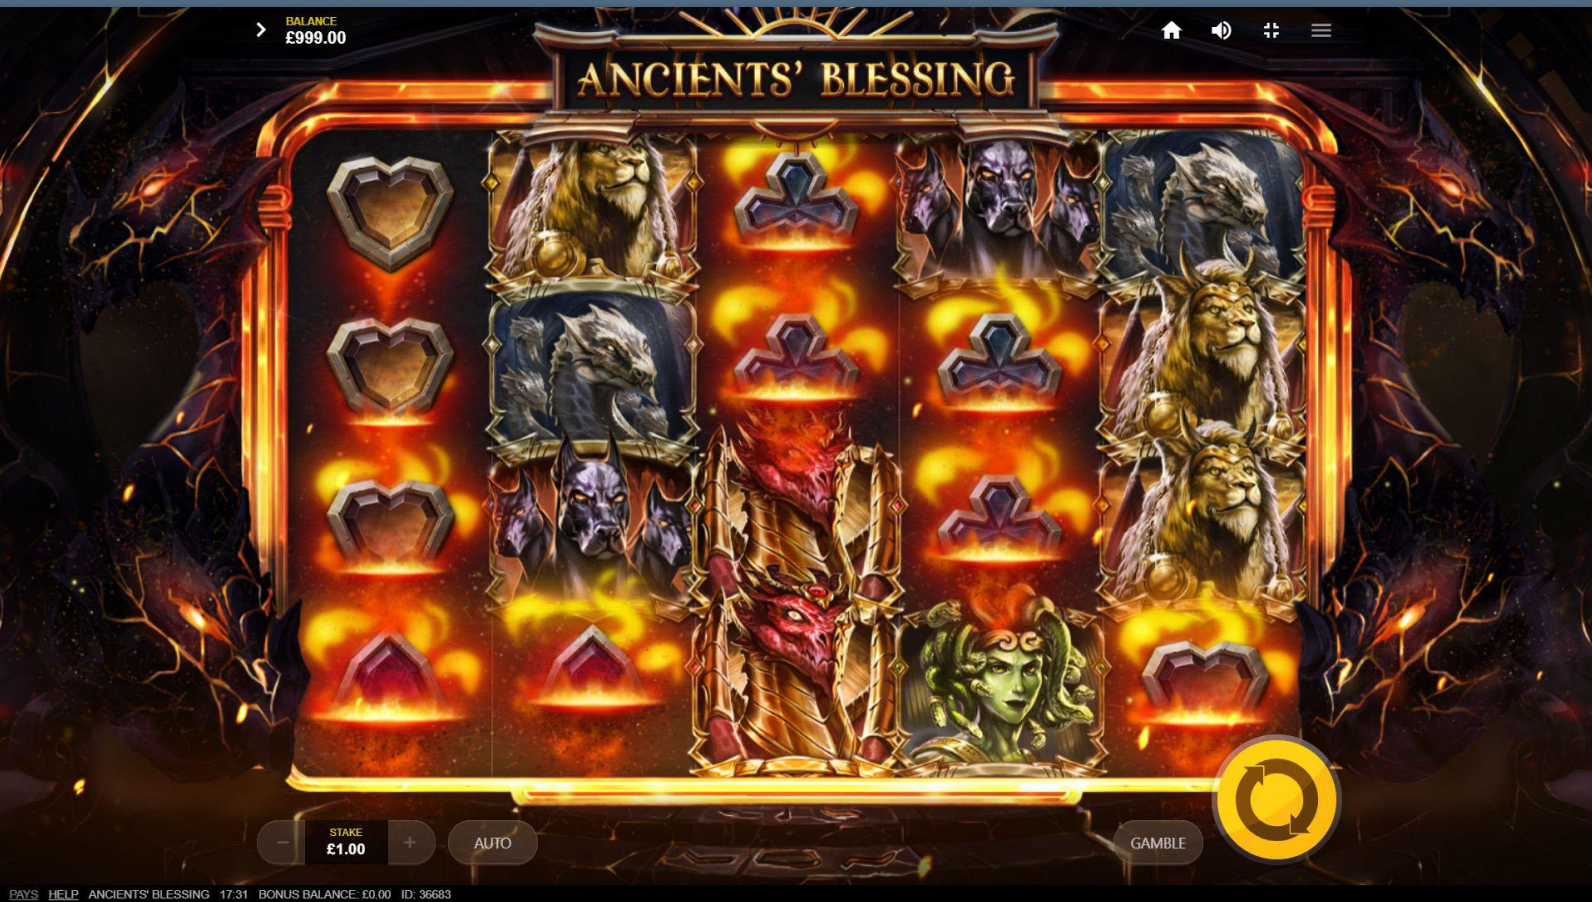 BALANCE
£999.00
ANCIENTS' BLESSING
STAKE
£1.00
AUTO
GAMBLE
PAYS HELP ANCIENTS' BLESSING 17:31 BONUS BALANCE: £0.00 ID: 36683